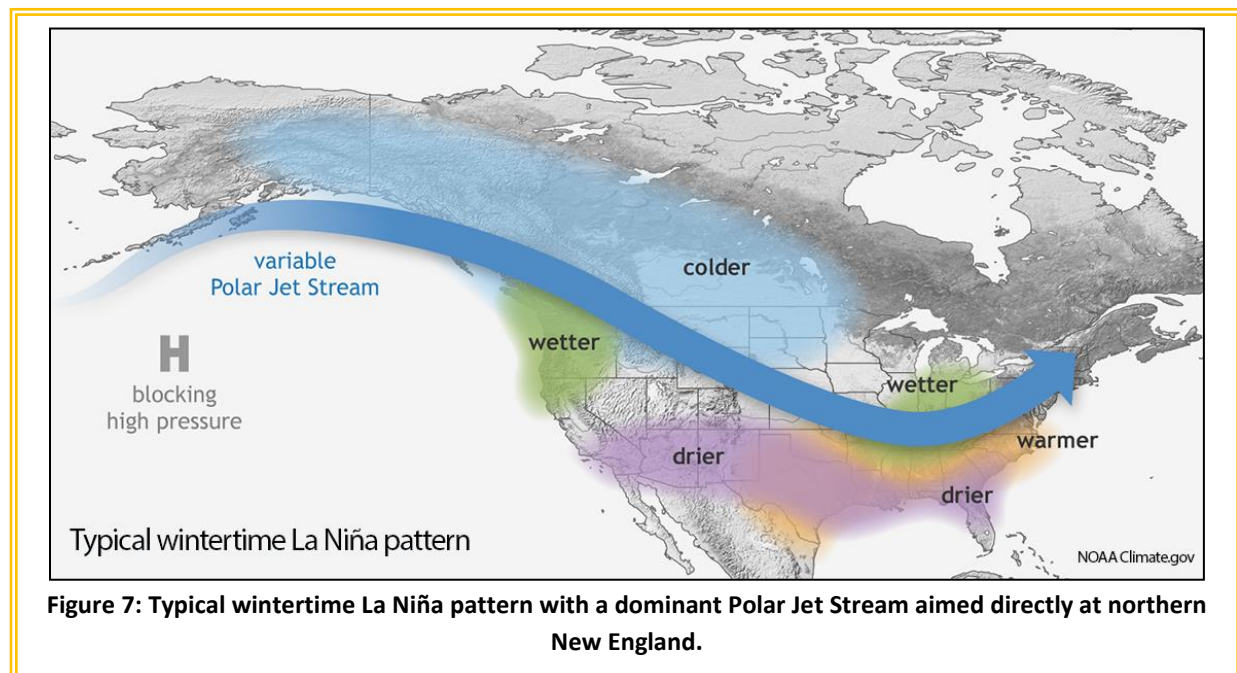 colder
variable
Polar Jet Stream
wetter
H
blocking
high pressure
wetter
warmer
drier
drier
Typical wintertime La Niña pattern
NOAA Climate.gov
Figure 7: Typical wintertime La Niña pattern with a dominant Polar Jet Stream aimed directly at northern
New England.